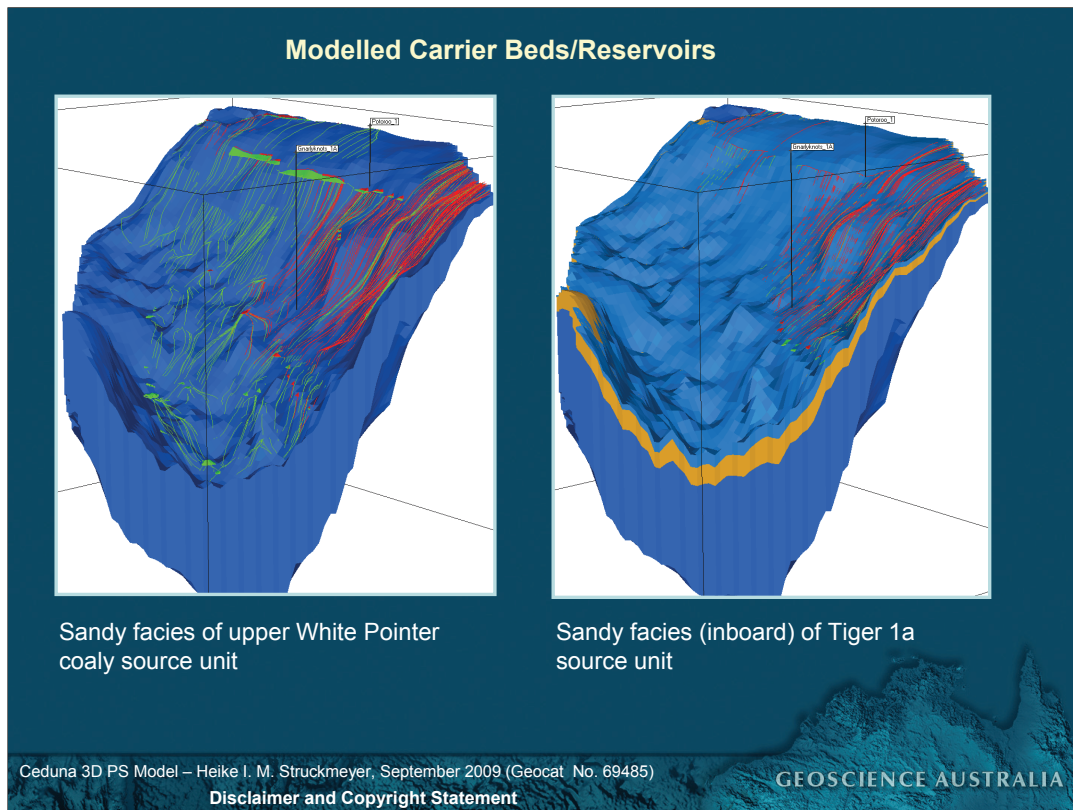 Modelled Carrier Beds/Reservoirs
Potoroo_1
Gnarlyknots_1A
Potoroo_1
Gnarlyknots_1A
Sandy facies of upper White Pointer
coaly source unit
Sandy facies (inboard) of Tiger 1a
source unit
Ceduna 3D PS Model – Heike I. M. Struckmeyer, September 2009 (Geocat No. 69485)
Disclaimer and Copyright Statement
GEOSCIENCE AUSTRALIA